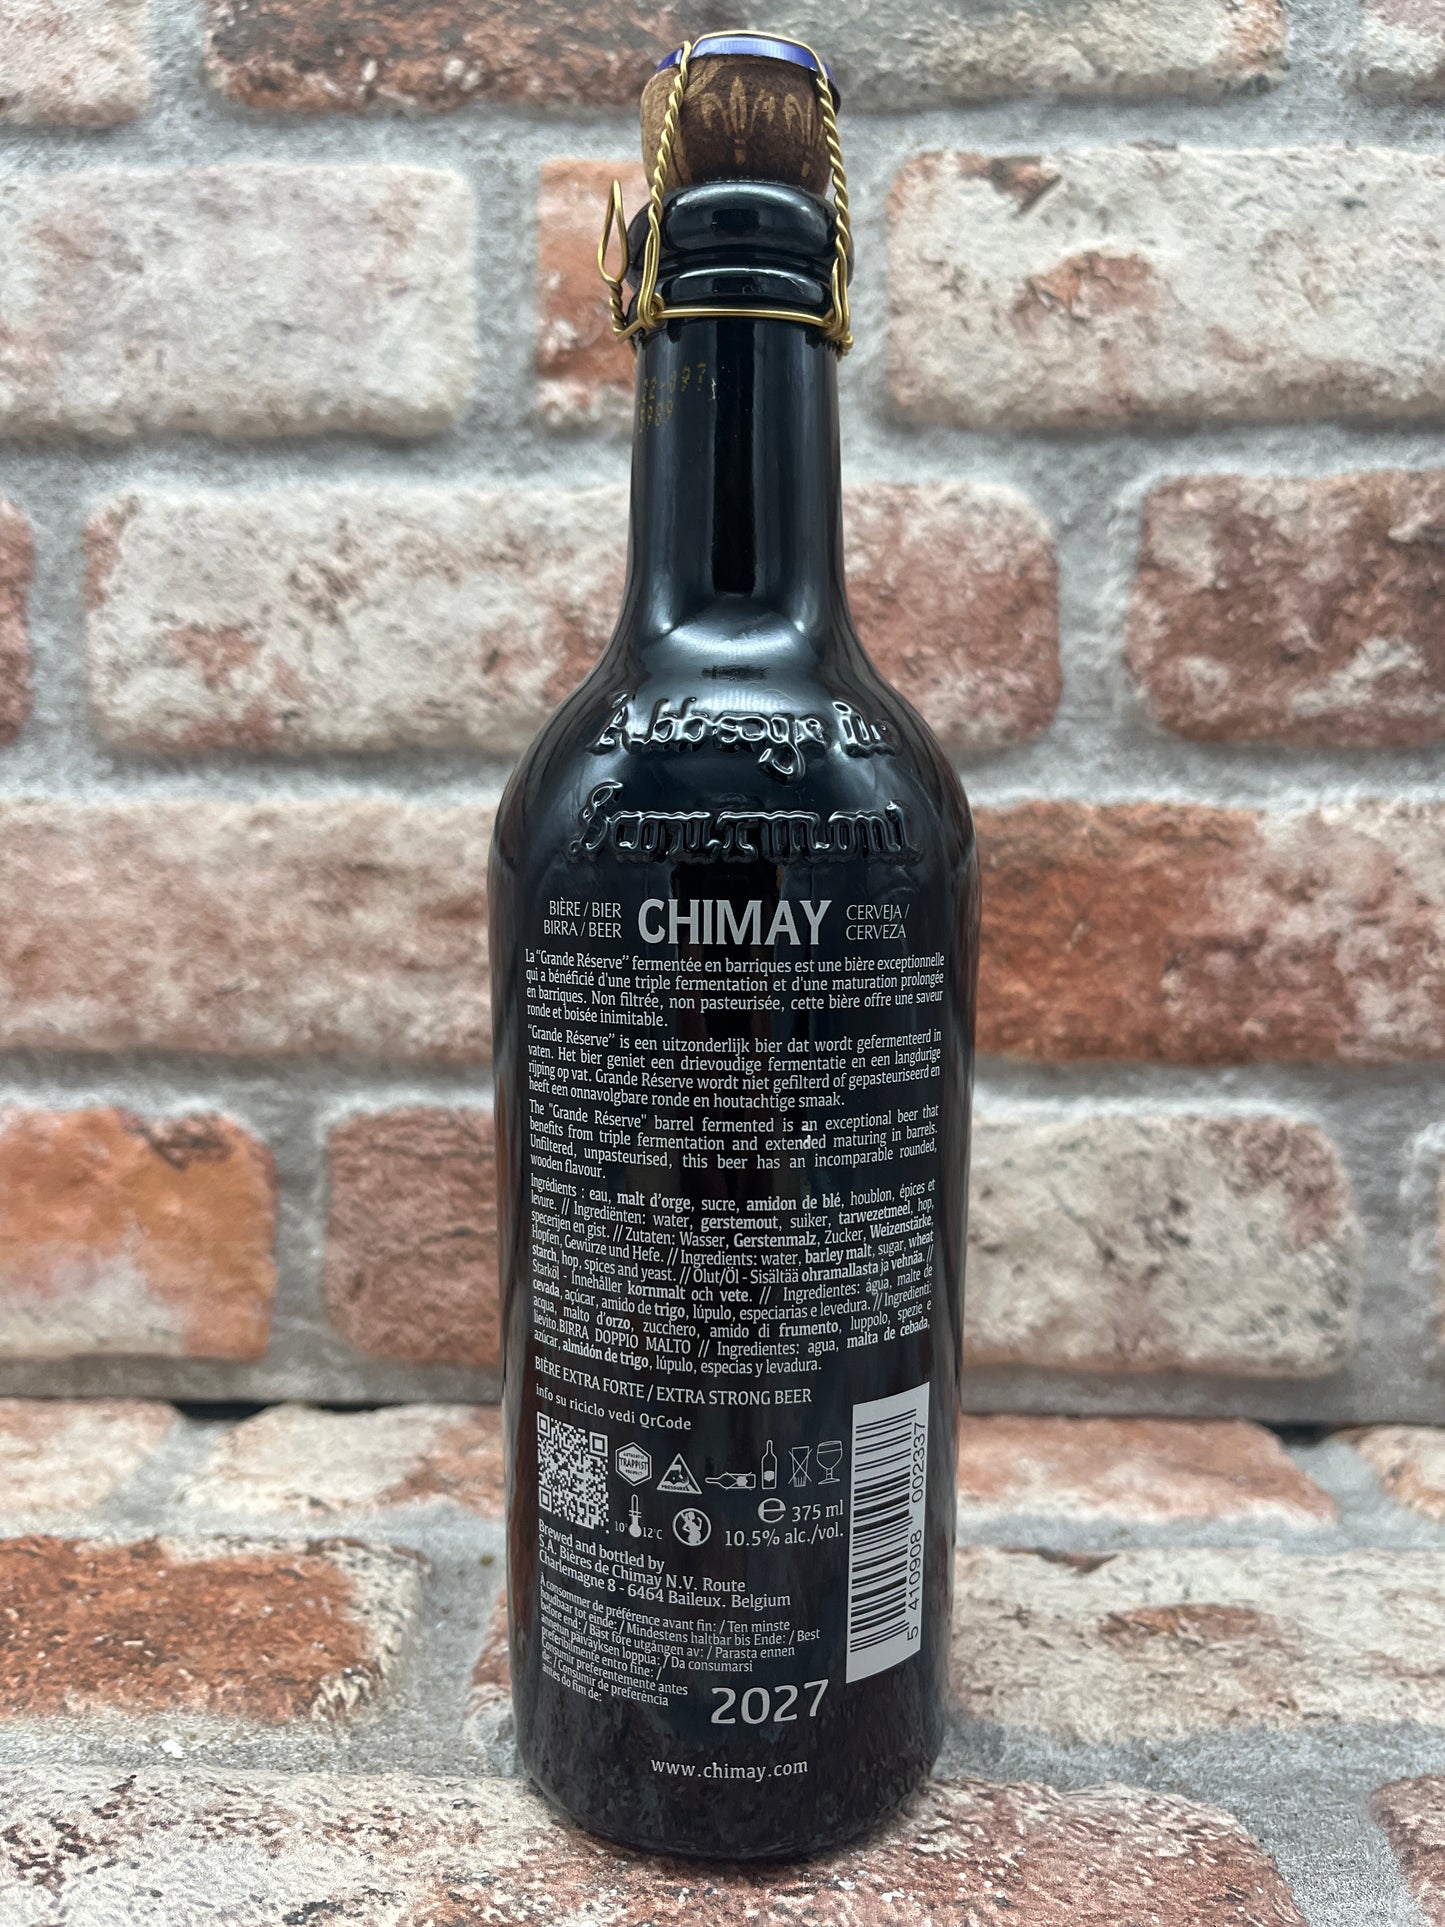 Abbaye de
Scourmont
BIÈRE / BIER
BIRRA / BEER
CHIMAY
CERVEJA /
CERVEZA
La “Grande Réserve” fermentée en barriques est une bière exceptionnelle
qui a bénéficié d'une triple fermentation et d'une maturation prolongée
en barriques. Non filtrée, non pasteurisée, cette bière offre une saveur
ronde et boisée inimitable.
“Grande Réserve” is een uitzonderlijk bier dat wordt gefermenteerd in
vaten. Het bier geniet een drievoudige fermentatie en een langdurige
rijping op vat. Grande Réserve wordt niet gefilterd of gepasteuriseerd en
heeft een onnavolgbare ronde en houtachtige smaak.
The "Grande Réserve" barrel fermented is an exceptional beer that
benefits from triple fermentation and extended maturing in barrels.
Unfiltered, unpasteurised, this beer has an incomparable rounded,
wooden flavour.
Ingrédients : eau, malt d’orge, sucre, amidon de blé, houblon, épices et
levure. // Ingrediënten: water, gerstemout, suiker, tarwezetmeel, hop,
specerijen en gist. // Zutaten: Wasser, Gerstenmalz, Zucker, Weizenstärke,
Hopfen, Gewürze und Hefe. // Ingredients: water, barley malt, sugar, wheat
starch, hop, spices and yeast. // Olut/Öl - Sisältää ohramallasta ja vehnäa. //
Starköl - Innehåller kornmalt och vete. // Ingredientes: água, malte de
cevada, açúcar, amido de trigo, lúpulo, especiarias e levedura. // Ingredienti:
acqua, malto d’orzo, zucchero, amido di frumento, luppolo, spezie e
lievito.BIRRA DOPPIO MALTO // Ingredientes: agua, malta de cebada,
azúcar, almidón de trigo, lúpulo, especias y levadura.
BIÈRE EXTRA FORTE / EXTRA STRONG BEER
info su riciclo vedi QrCode
AUTHENTIC
TRAPPIST
PRODUCT
PRESSURE
10° 12°C
e 375 ml
10.5% alc./vol.
Brewed and bottled by
S.A. Bières de Chimay N.V. Route
Charlemagne 8 - 6464 Baileux. Belgium
À consommer de préférence avant fin: / Ten minste
houdbaar tot einde: / Mindestens haltbar bis Ende: / Best
before end: / Bäst före utgången av: / Parasta ennen
annetun päiväyksen loppua: / Da consumarsi
preferibilmente entro fine: /
Consumir preferentemente antes
de: / Consumir de preferência
antes do fim de:
2027
5 410908 002337
www.chimay.com